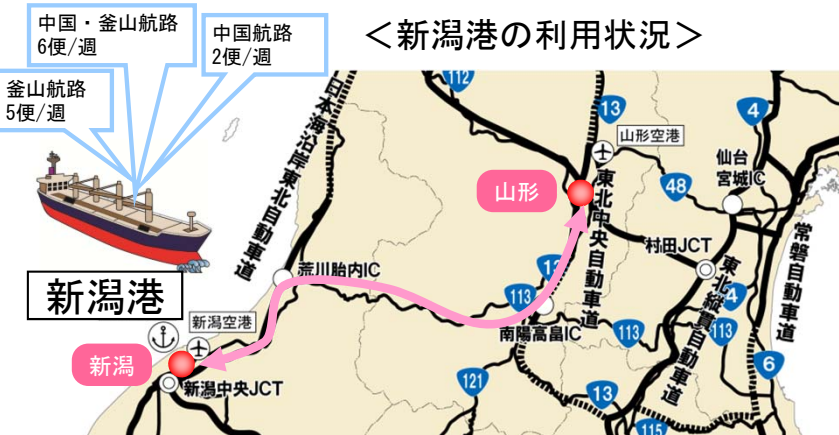 ＜新潟港の利用状況＞
中国・釜山航路
6便/週
中国航路
2便/週
釜山航路
5便/週
112
13
4
日本海沿岸東北自動車道
山形空港
仙台
宮城IC
48
山形
東北中央自動車道
村田JCT
常磐自動車道
荒川胎内IC
13
新潟港
113
4
東北縦貫自動車道
新潟空港
南陽高畠IC
113
113
新潟
6
新潟中央JCT
121
13
115